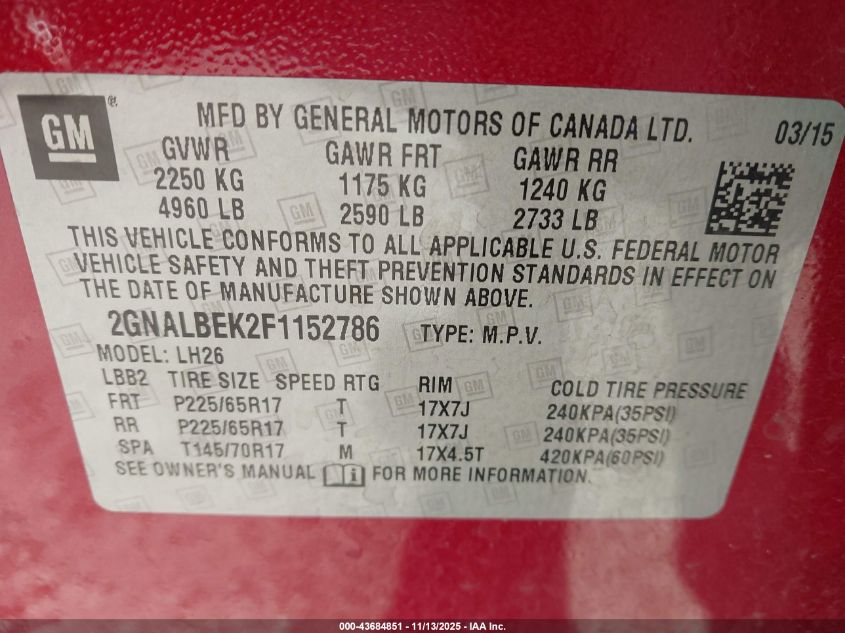 GM®
MFD BY GENERAL MOTORS OF CANADA LTD. 03/15
GVWR GAWR FRT GAWR RR
2250 KG 1175 KG 1240 KG
4960 LB 2590 LB 2733 LB
THIS VEHICLE CONFORMS TO ALL APPLICABLE U.S. FEDERAL MOTOR
VEHICLE SAFETY AND THEFT PREVENTION STANDARDS IN EFFECT ON
THE DATE OF MANUFACTURE SHOWN ABOVE.
2GNALBEK2F1152786 TYPE: M.P.V.
MODEL: LH26
LBB2 TIRE SIZE SPEED RTG RIM COLD TIRE PRESSURE
FRT P225/65R17 T 17X7J 240KPA(35PSI)
RR P225/65R17 T 17X7J 240KPA(35PSI)
SPA T145/70R17 M 17X4.5T 420KPA(60PSI)
SEE OWNER'S MANUAL FOR MORE INFORMATION.
000-43684851 - 11/13/2025 - IAA Inc.